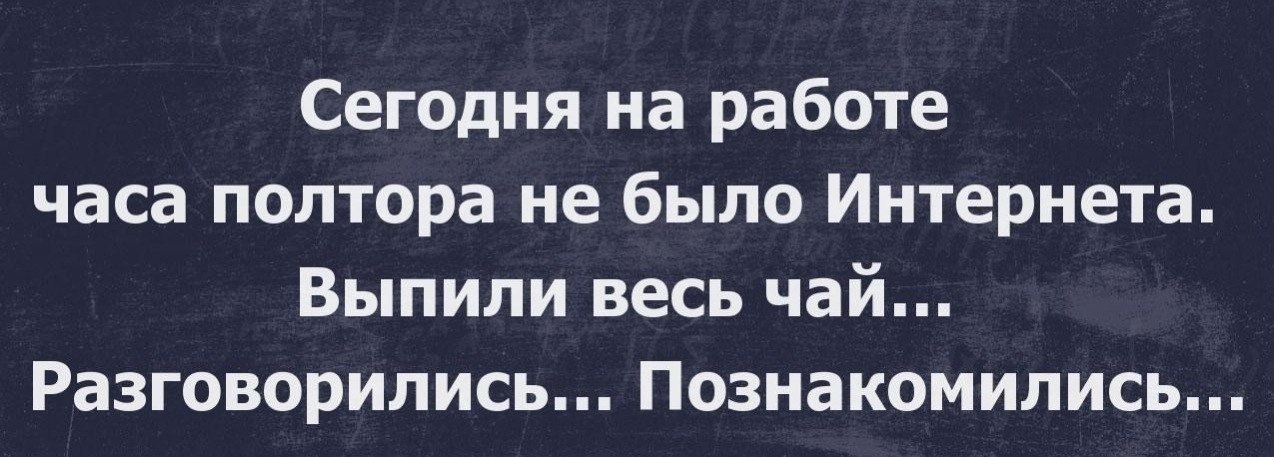 Сегодня на работе
часа полтора не было Интернета.
Выпили весь чай...
Разговорились... Познакомились...